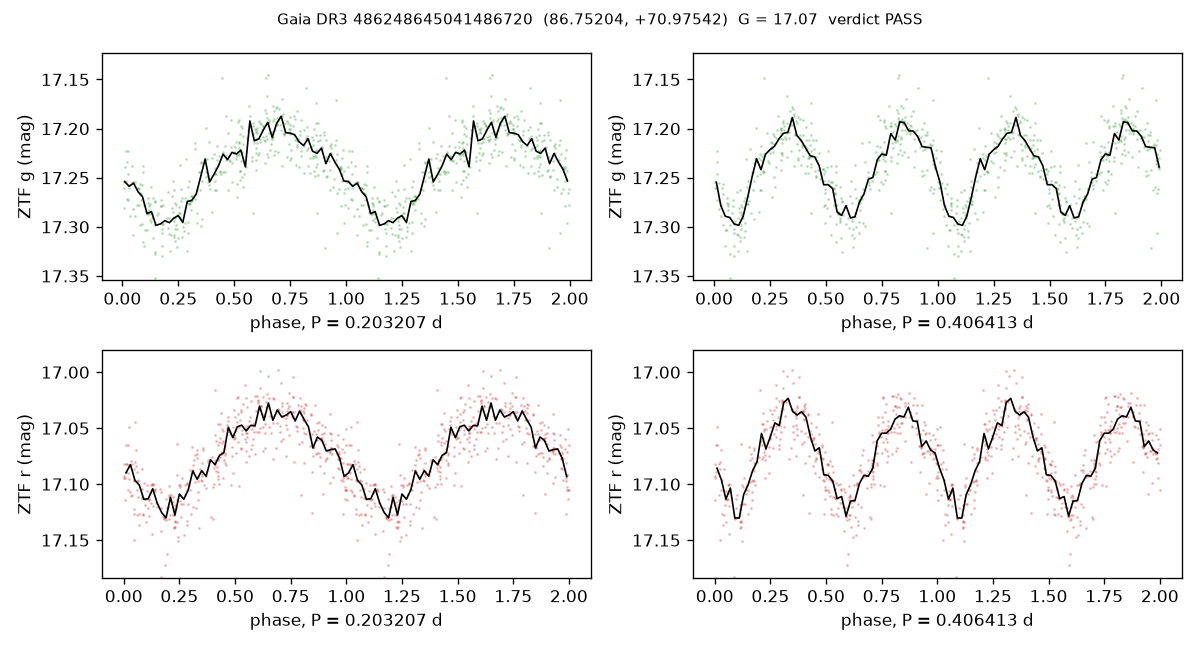 Gaia DR3 486248645041486720  (86.75204, +70.97542)  G = 17.07  verdict PASS
ZTF g (mag)
17.15
17.20
17.25
17.30
17.35
0.00 0.25 0.50 0.75 1.00 1.25 1.50 1.75 2.00
phase, P = 0.203207 d
ZTF g (mag)
17.15
17.20
17.25
17.30
17.35
0.00 0.25 0.50 0.75 1.00 1.25 1.50 1.75 2.00
phase, P = 0.406413 d
ZTF r (mag)
17.00
17.05
17.10
17.15
0.00 0.25 0.50 0.75 1.00 1.25 1.50 1.75 2.00
phase, P = 0.203207 d
ZTF r (mag)
17.00
17.05
17.10
17.15
0.00 0.25 0.50 0.75 1.00 1.25 1.50 1.75 2.00
phase, P = 0.406413 d